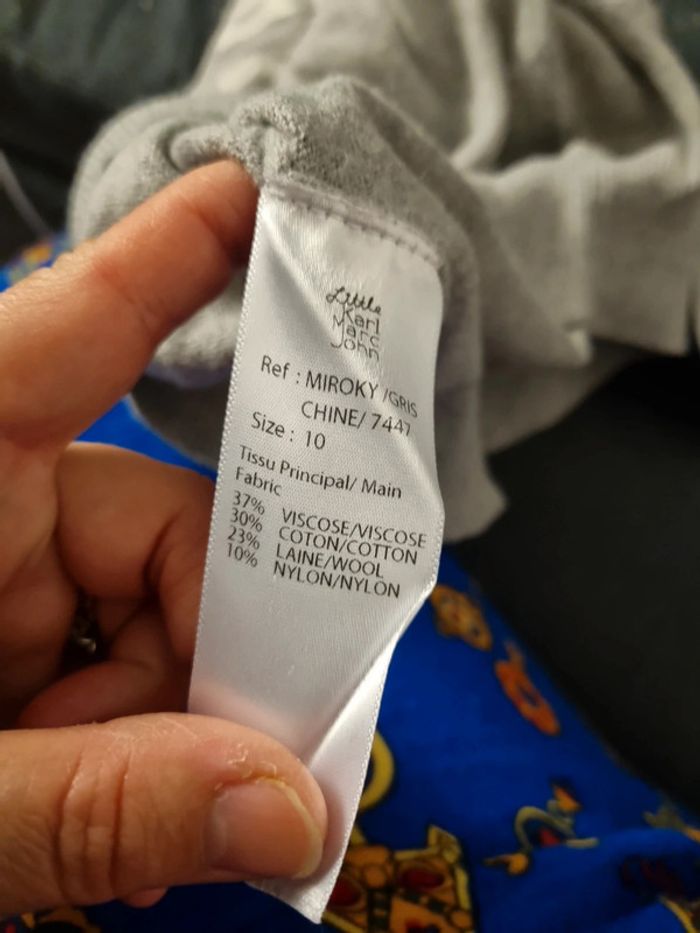 Little
Karl
Marc
John
Ref : MIROKY /GRIS
CHINE/ 7447
Size : 10
Tissu Principal/ Main
Fabric
37% VISCOSE/VISCOSE
30% COTON/COTTON
23% LAINE/WOOL
10% NYLON/NYLON